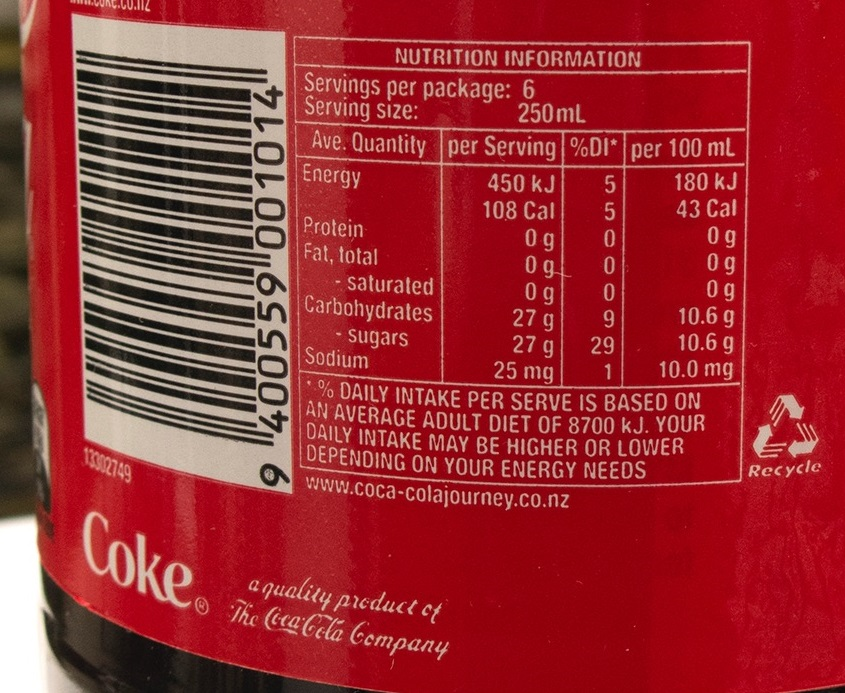 www.coke.co.nz
NUTRITION INFORMATION
Servings per package: 6
Serving size: 250mL
Ave. Quantity per Serving %DI* per 100 mL
Energy 450 kJ 5 180 kJ
108 Cal 5 43 Cal
Protein 0 g 0 0 g
Fat, total 0 g 0 0 g
- saturated 0 g 0 0 g
Carbohydrates 27 g 9 10.6 g
- sugars 27 g 29 10.6 g
Sodium 25 mg 1 10.0 mg
* % DAILY INTAKE PER SERVE IS BASED ON
AN AVERAGE ADULT DIET OF 8700 kJ. YOUR
DAILY INTAKE MAY BE HIGHER OR LOWER
DEPENDING ON YOUR ENERGY NEEDS
www.coca-colajourney.co.nz
9 400559 001014
13302749
Recycle
Coke®
a quality product of
The Coca-Cola Company